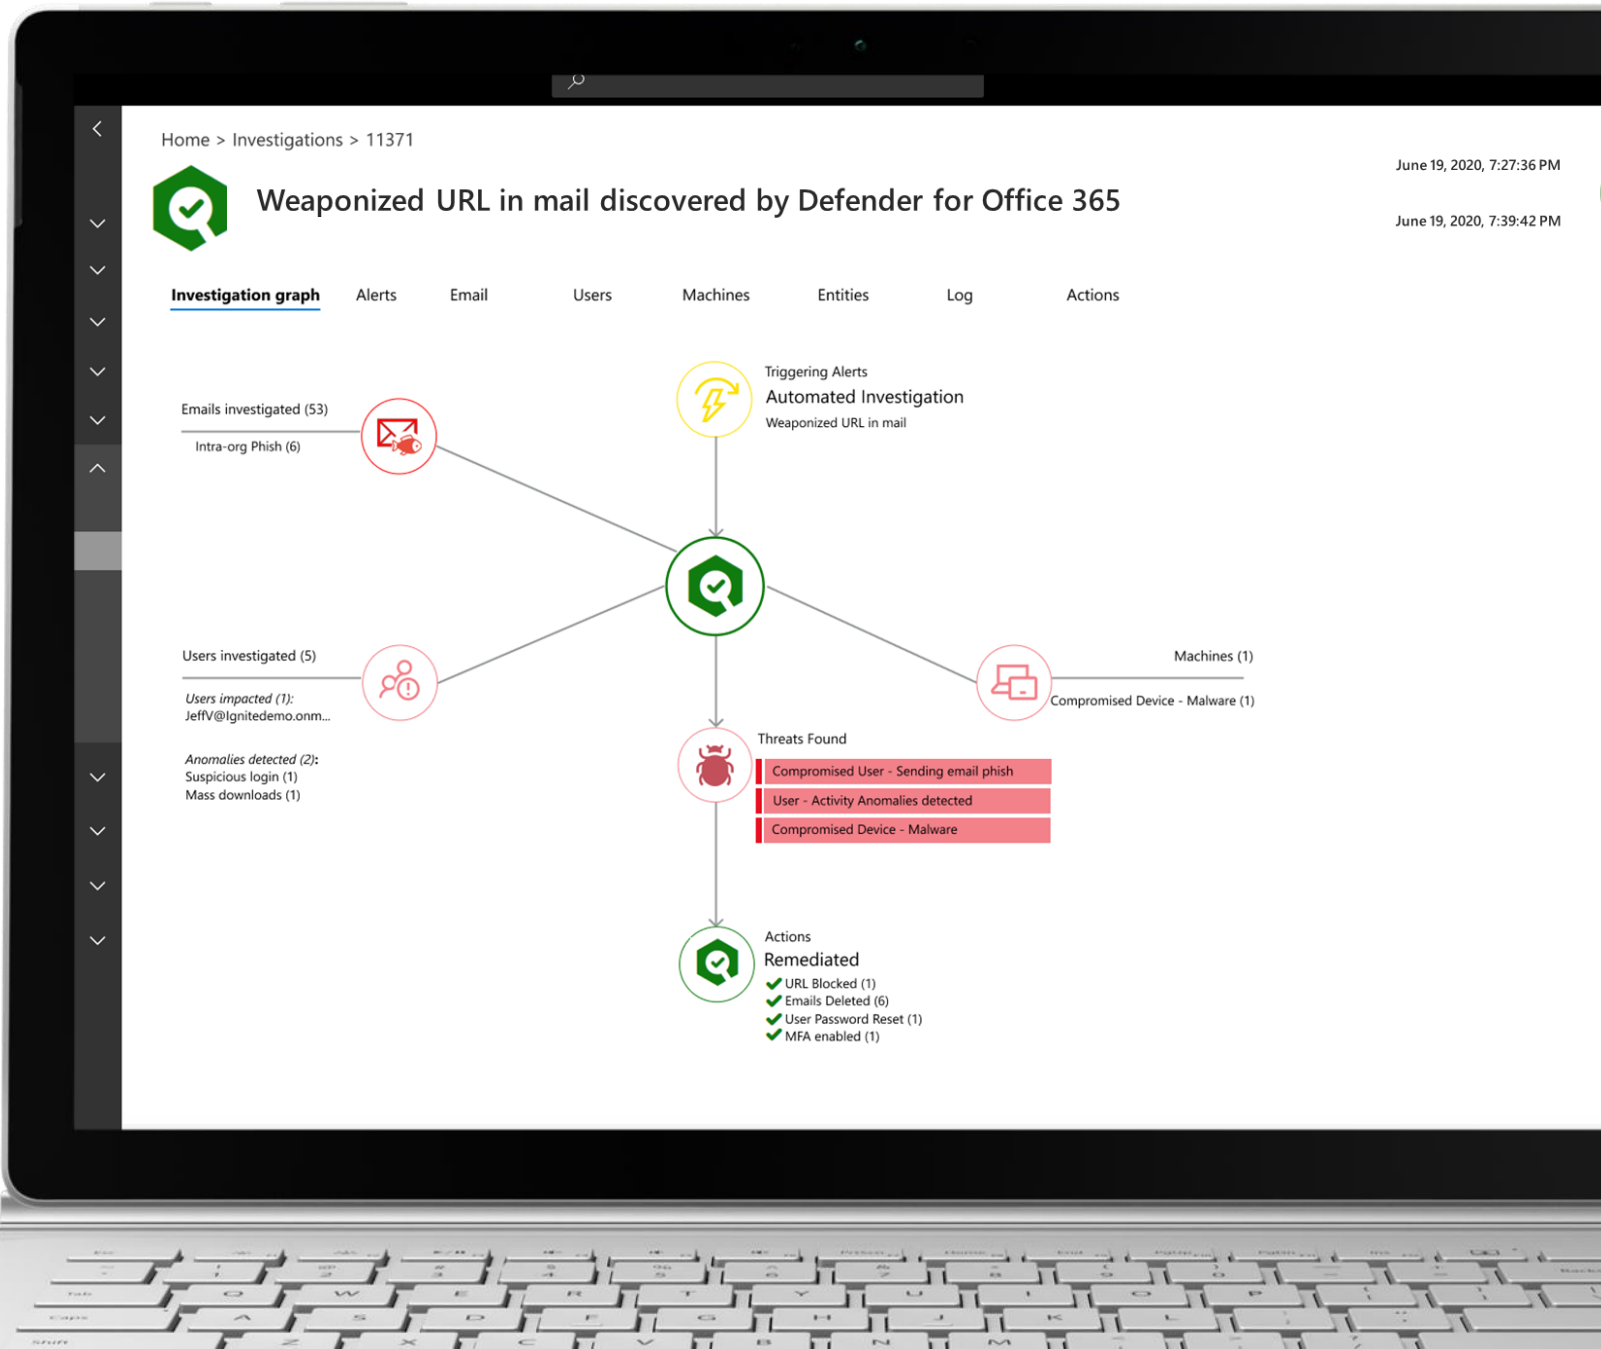 Home > Investigations > 11371
Weaponized URL in mail discovered by Defender for Office 365
June 19, 2020, 7:27:36 PM
June 19, 2020, 7:39:42 PM
Investigation graph Alerts Email Users Machines Entities Log Actions
Triggering Alerts
Automated Investigation
Weaponized URL in mail
Emails investigated (53)
Intra-org Phish (6)
Users investigated (5)
Users impacted (1):
JeffV@Ignitedemo.onm...
Anomalies detected (2):
Suspicious login (1)
Mass downloads (1)
Machines (1)
Compromised Device - Malware (1)
Threats Found
Compromised User - Sending email phish
User - Activity Anomalies detected
Compromised Device - Malware
Actions
Remediated
URL Blocked (1)
Emails Deleted (6)
User Password Reset (1)
MFA enabled (1)
Tab Q W E R T Y U I O P
Caps A S D F G H J K L
Shift Z X C V B N M